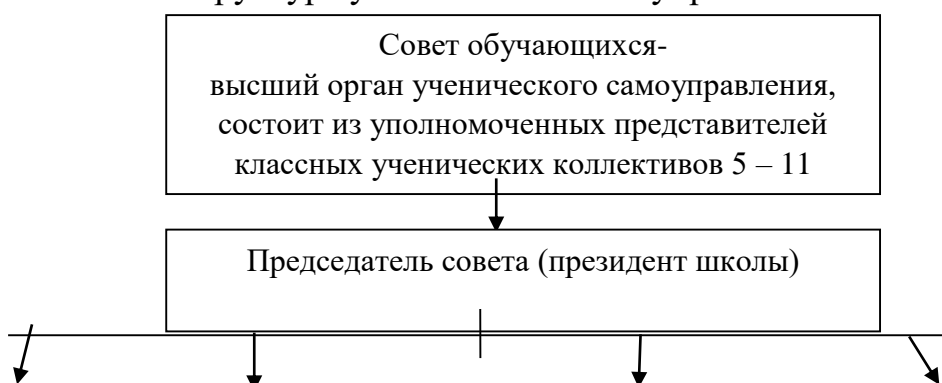 Совет обучающихся-
высший орган ученического самоуправления,
состоит из уполномоченных представителей
классных ученических коллективов 5 – 11
Председатель совета (президент школы)